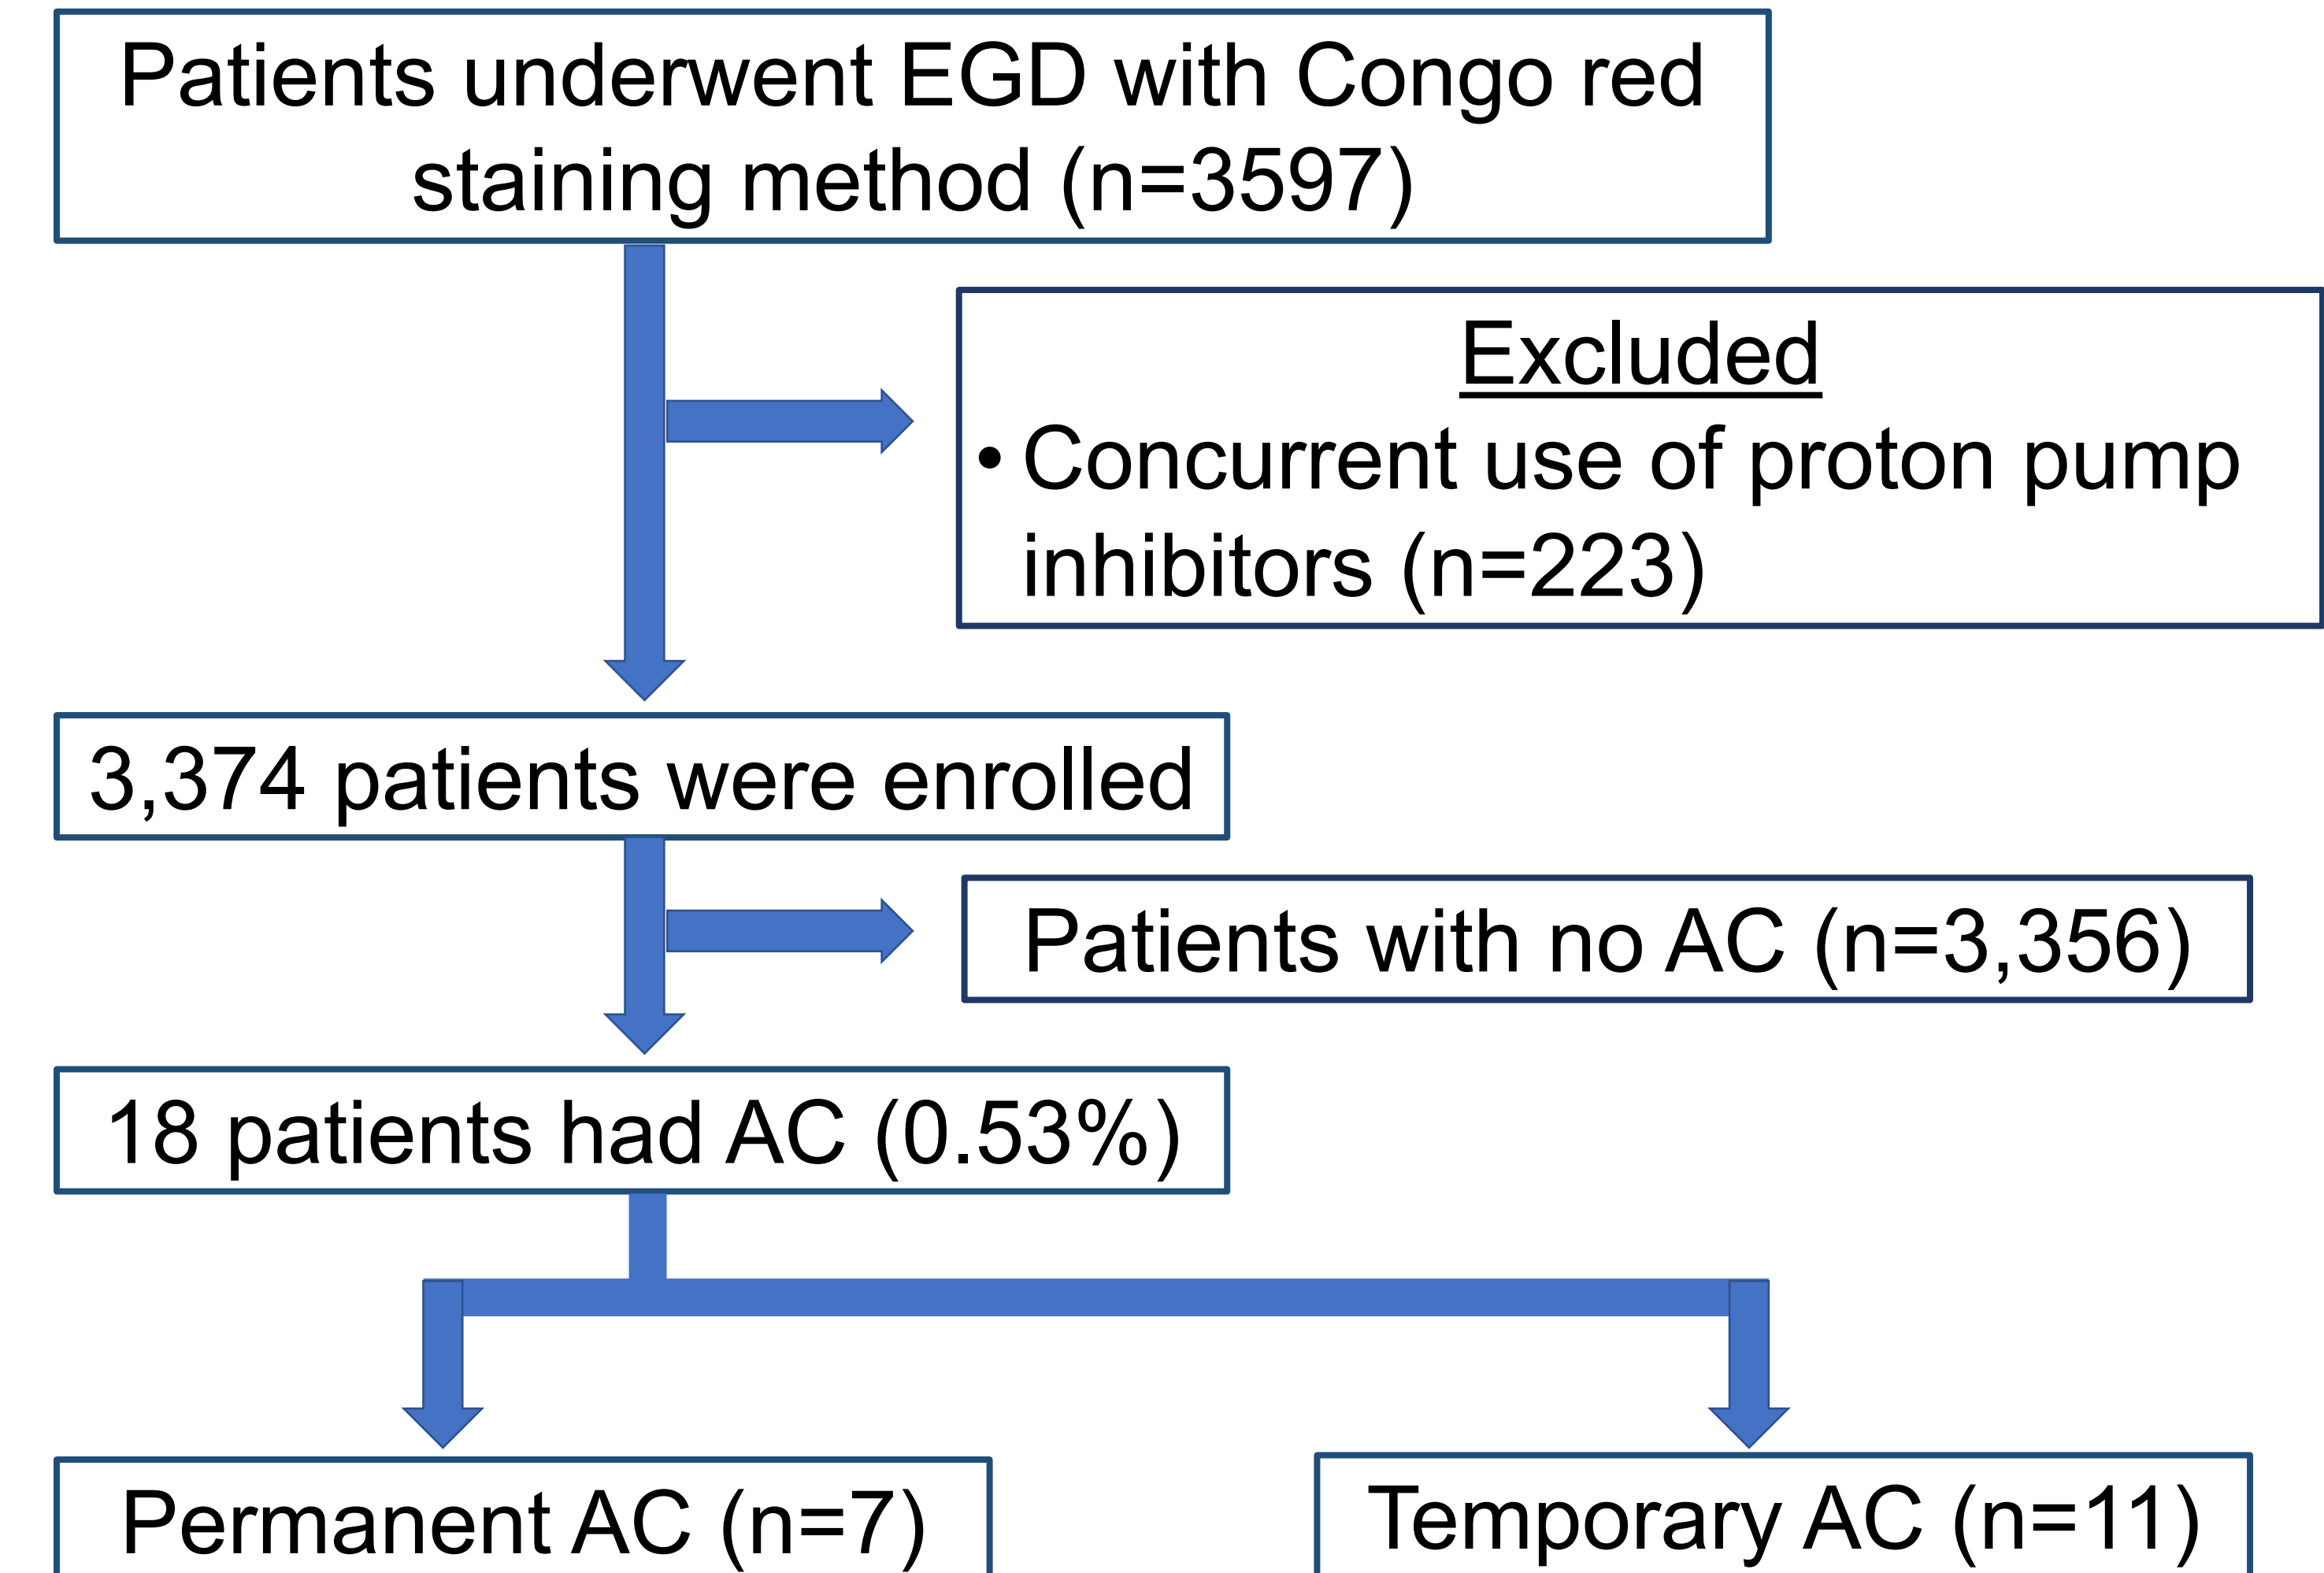 Patients underwent EGD with Congo red
staining method (n=3597)
Excluded
• Concurrent use of proton pump
inhibitors (n=223)
3,374 patients were enrolled
Patients with no AC (n=3,356)
18 patients had AC (0.53%)
Permanent AC (n=7)
Temporary AC (n=11)